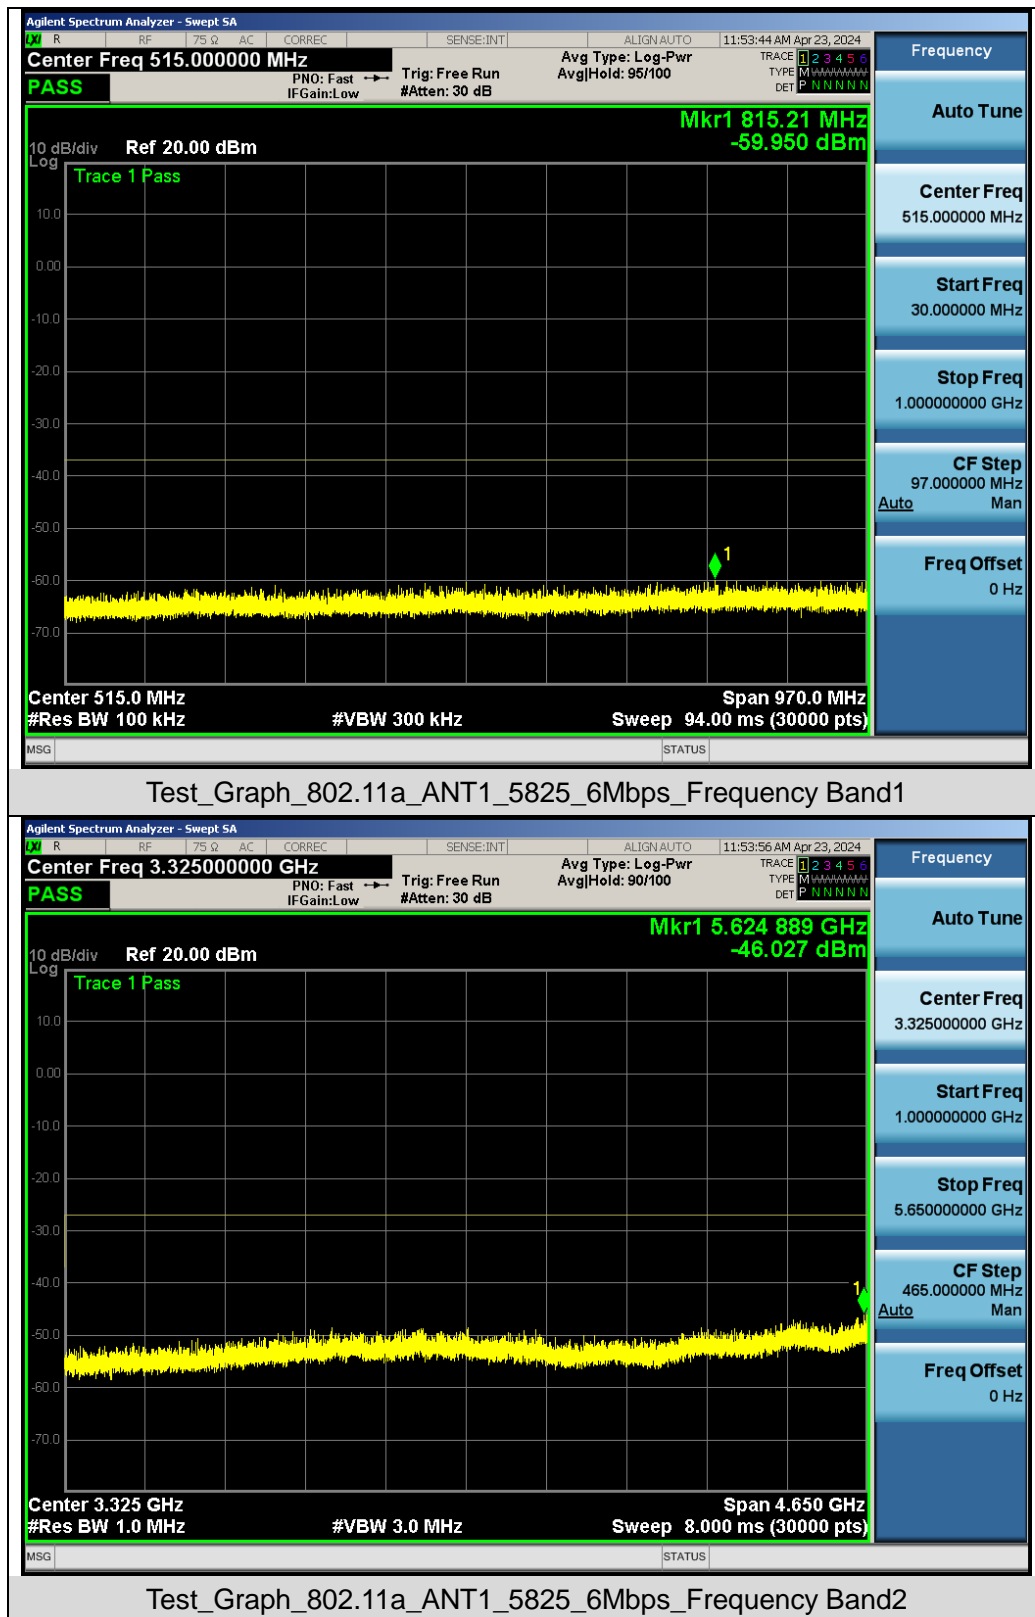 Agilent Spectrum Analyzer - Swept SA
LXI R RF 75 Ω AC CORREC SENSE:INT ALIGN AUTO 11:53:44 AM Apr 23, 2024
Center Freq 515.000000 MHz
PASS
PNO: Fast
IFGain:Low
Trig: Free Run
#Atten: 30 dB
Avg Type: Log-Pwr
Avg|Hold: 95/100
TRACE 1 2 3 4 5 6
TYPE M WWWWW
DET P N N N N N
Mkr1 815.21 MHz
-59.950 dBm
10 dB/div Ref 20.00 dBm
Log
Trace 1 Pass
10.0
0.00
-10.0
-20.0
-30.0
-40.0
-50.0
-60.0
-70.0
1
Center 515.0 MHz Span 970.0 MHz
#Res BW 100 kHz #VBW 300 kHz Sweep 94.00 ms (30000 pts)
MSG STATUS
Frequency
Auto Tune
Center Freq
515.000000 MHz
Start Freq
30.000000 MHz
Stop Freq
1.000000000 GHz
CF Step
97.000000 MHz
Auto Man
Freq Offset
0 Hz
Test_Graph_802.11a_ANT1_5825_6Mbps_Frequency Band1
Agilent Spectrum Analyzer - Swept SA
LXI R RF 75 Ω AC CORREC SENSE:INT ALIGN AUTO 11:53:56 AM Apr 23, 2024
Center Freq 3.325000000 GHz
PASS
PNO: Fast
IFGain:Low
Trig: Free Run
#Atten: 30 dB
Avg Type: Log-Pwr
Avg|Hold: 90/100
TRACE 1 2 3 4 5 6
TYPE M WWWWW
DET P N N N N N
Mkr1 5.624 889 GHz
-46.027 dBm
10 dB/div Ref 20.00 dBm
Log
Trace 1 Pass
10.0
0.00
-10.0
-20.0
-30.0
-40.0
-50.0
-60.0
-70.0
1
Center 3.325 GHz Span 4.650 GHz
#Res BW 1.0 MHz #VBW 3.0 MHz Sweep 8.000 ms (30000 pts)
MSG STATUS
Frequency
Auto Tune
Center Freq
3.325000000 GHz
Start Freq
1.000000000 GHz
Stop Freq
5.650000000 GHz
CF Step
465.000000 MHz
Auto Man
Freq Offset
0 Hz
Test_Graph_802.11a_ANT1_5825_6Mbps_Frequency Band2